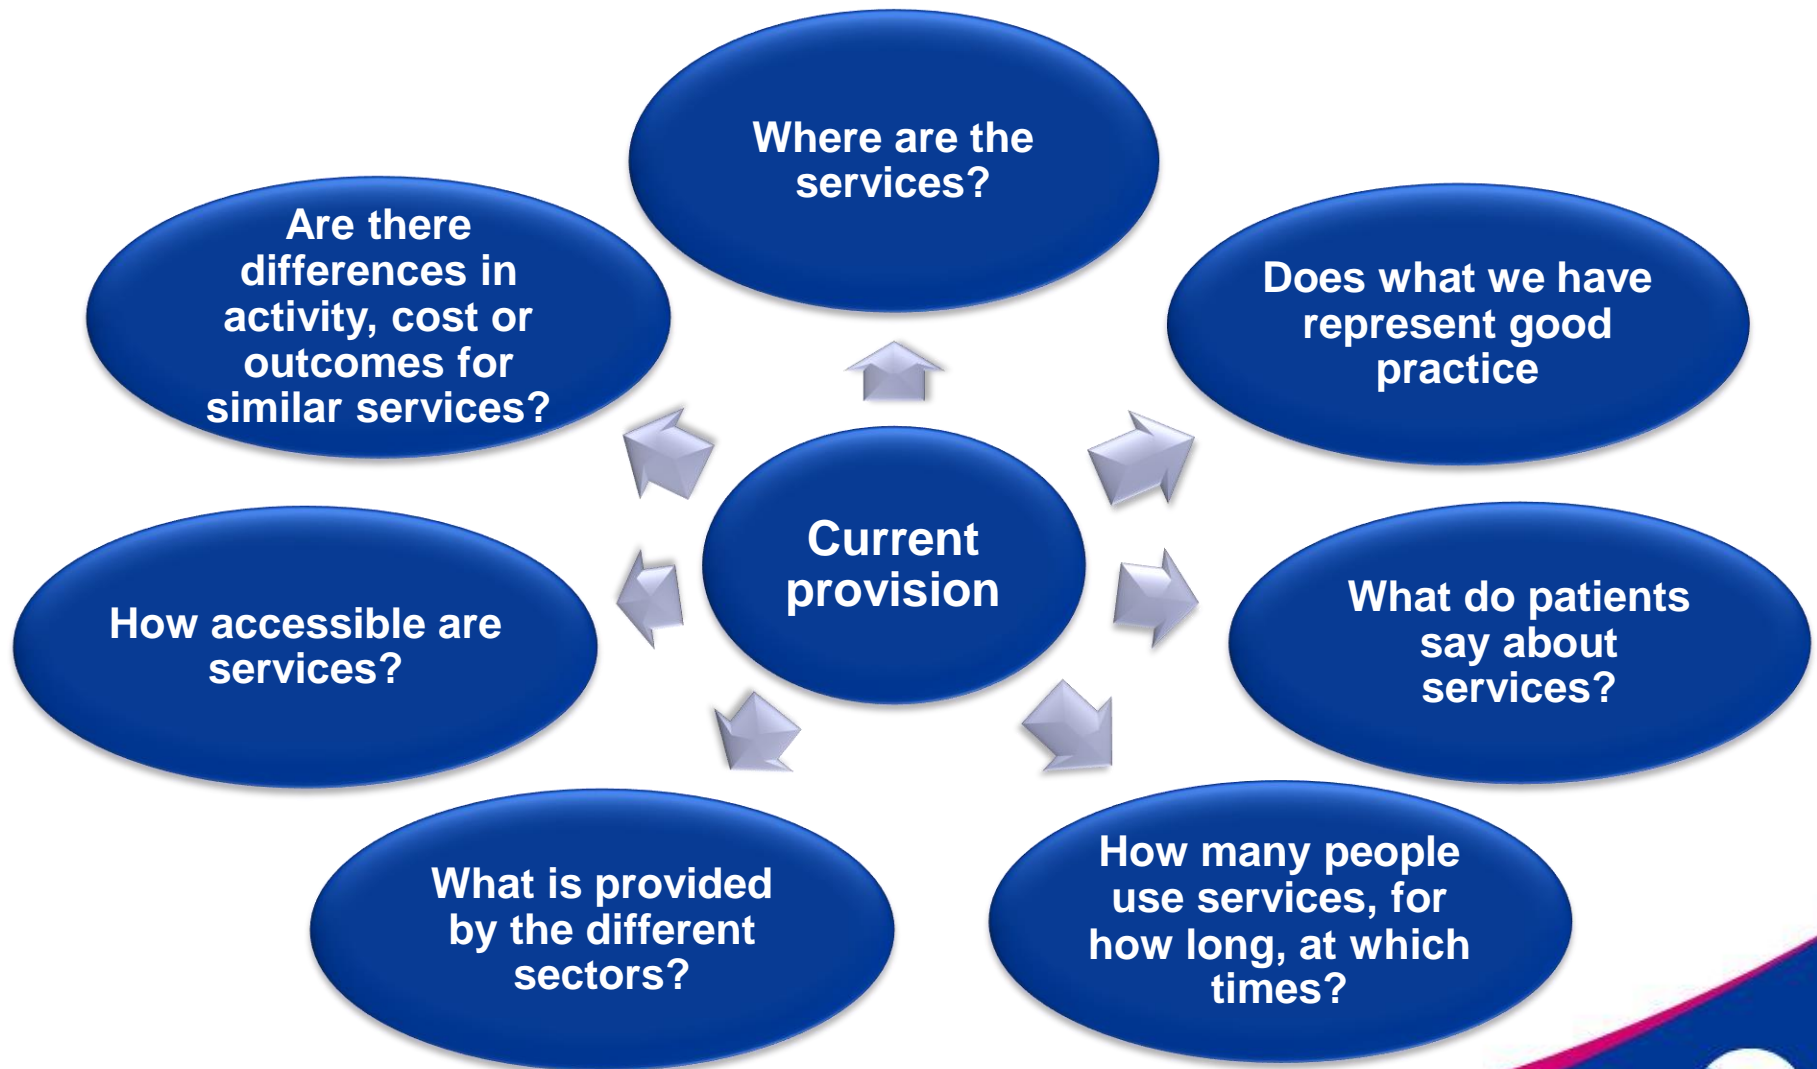 Where are the
services?
Does what we have
represent good
practice
What do patients
say about
services?
How many people
use services, for
how long, at which
times?
What is provided
by the different
sectors?
How accessible are
services?
Are there
differences in
activity, cost or
outcomes for
similar services?
Current
provision